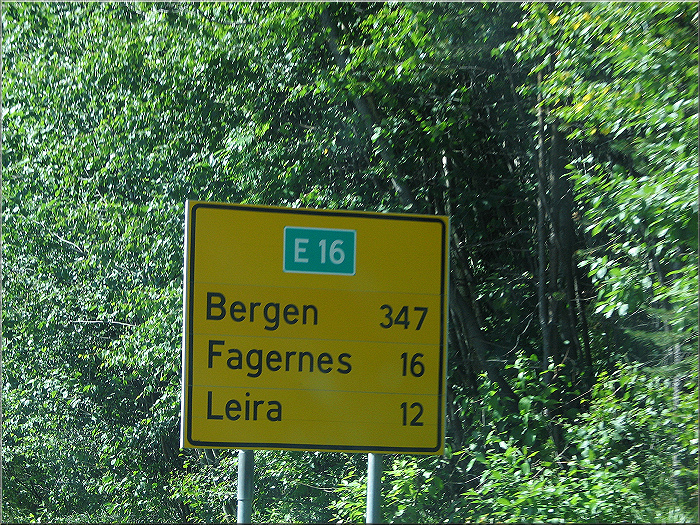 E 16
Bergen 347
Fagernes 16
Leira 12